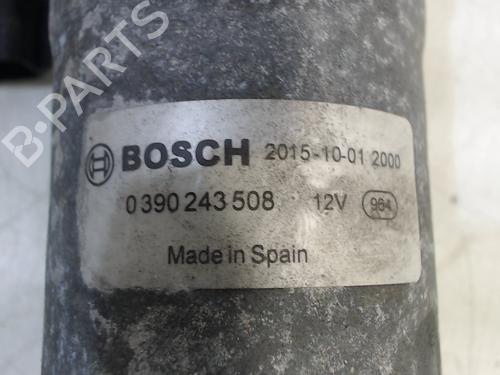 B-PARTS
BOSCH 2015-10-01 2000
0 390 243 508 12V 964
Made in Spain